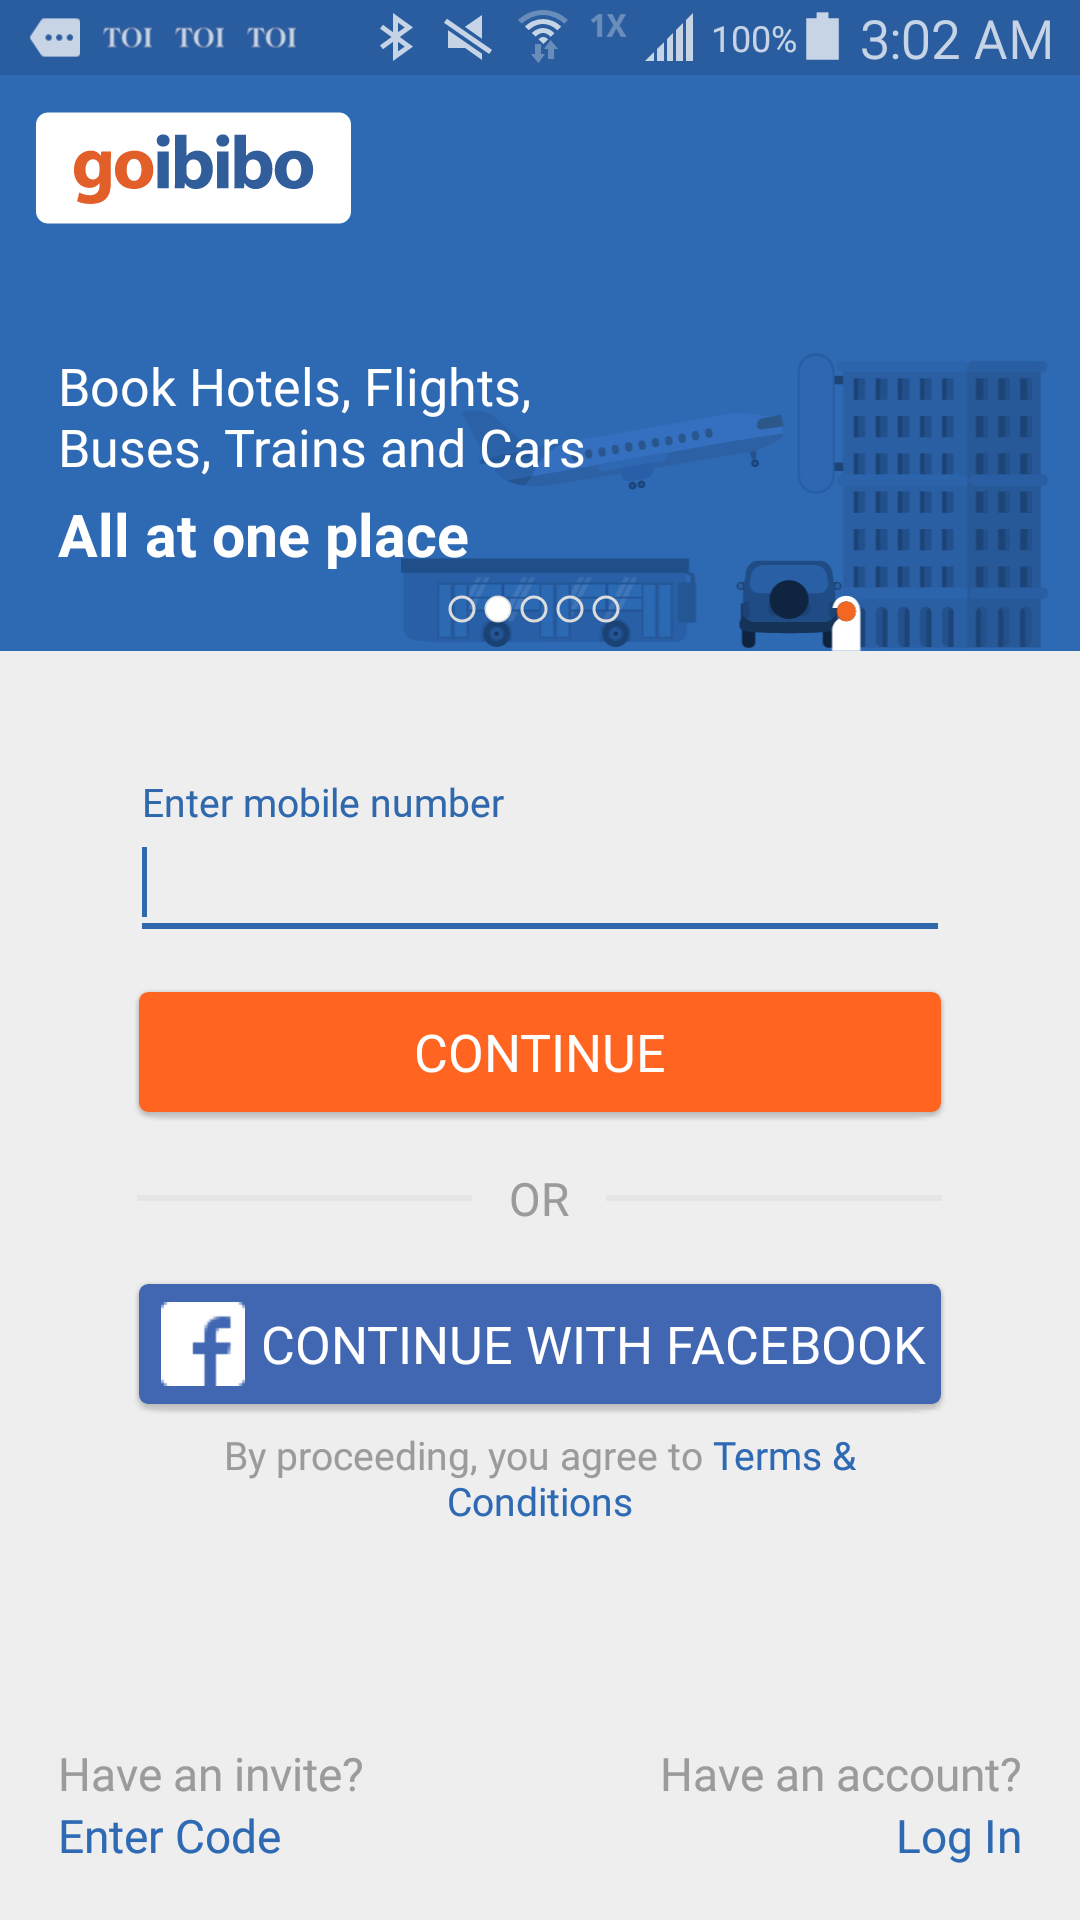 TOI TOI TOI 1X 100% 3:02 AM
goibibo
Book Hotels, Flights,
Buses, Trains and Cars
All at one place
Enter mobile number
CONTINUE
OR
f CONTINUE WITH FACEBOOK
By proceeding, you agree to Terms &
Conditions
Have an invite? Have an account?
Enter Code Log In